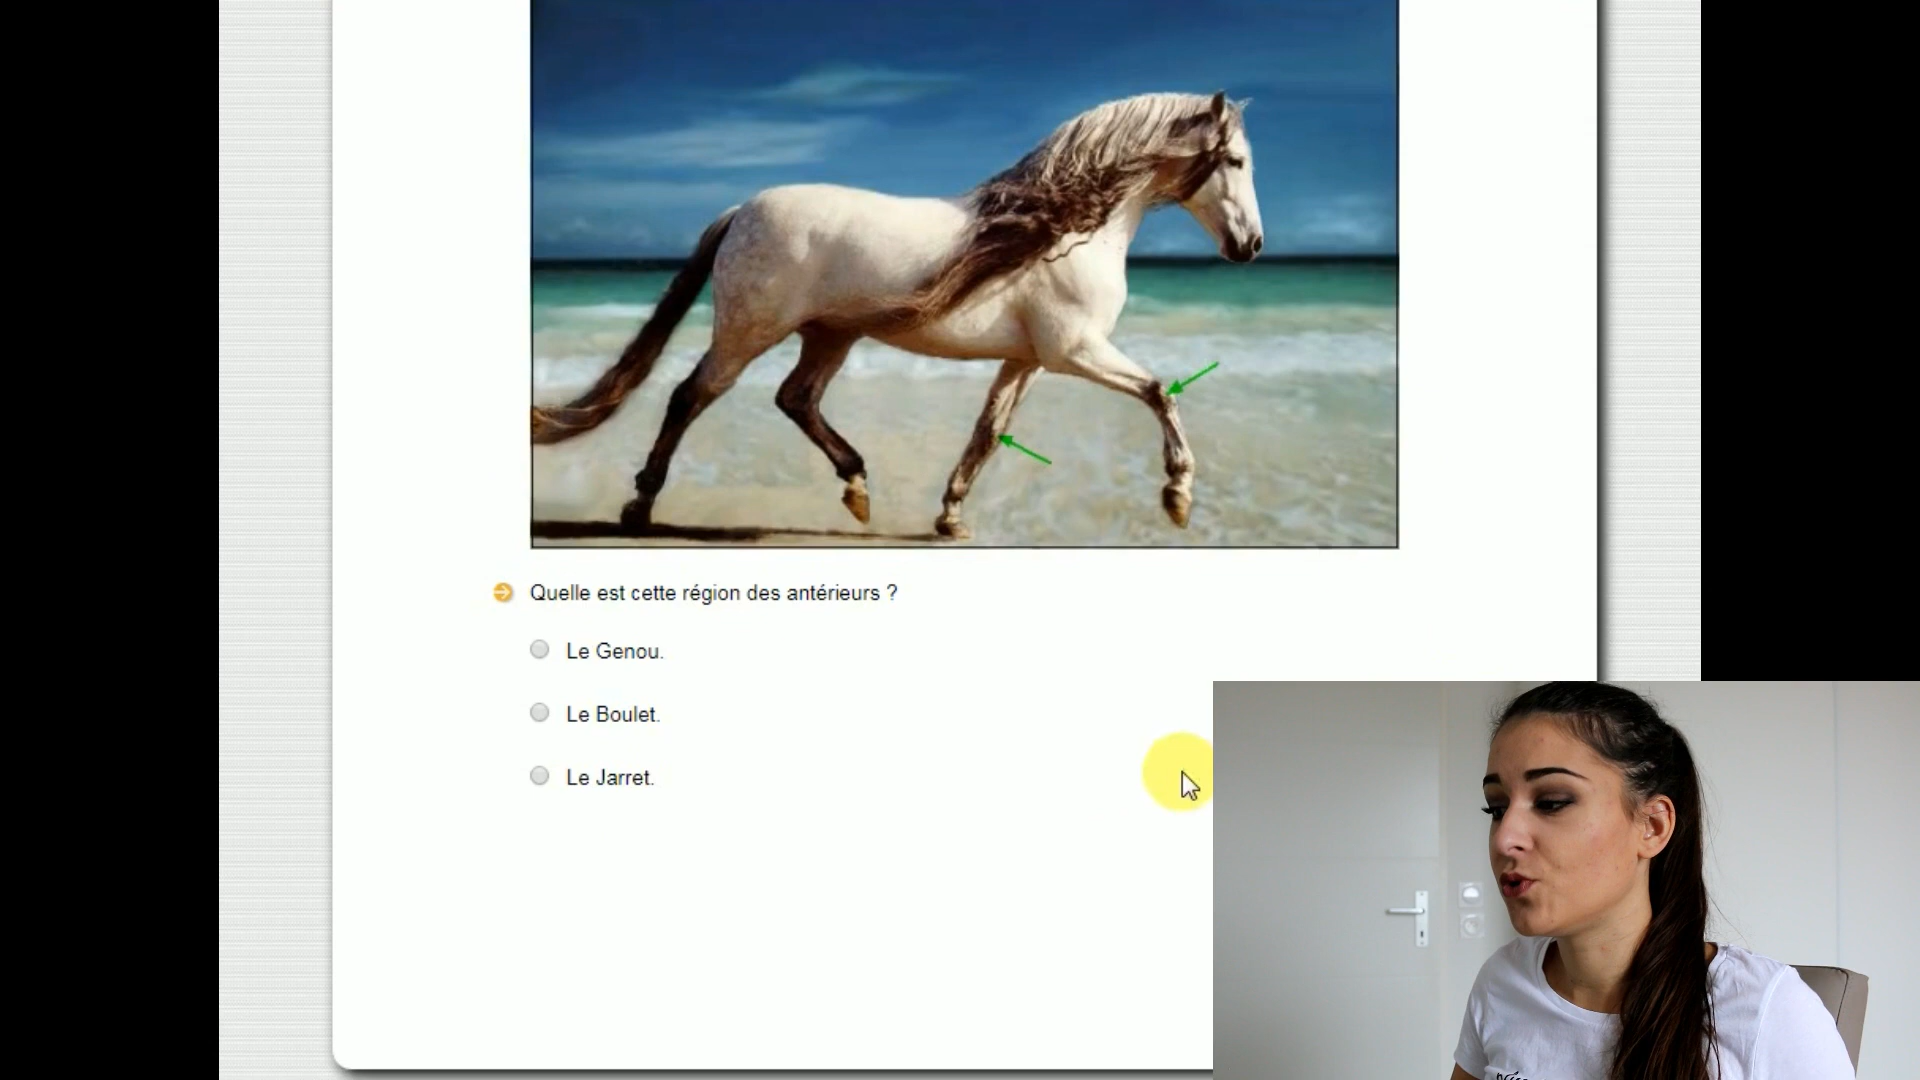 Quelle est cette région des antérieurs ?
Le Genou.
Le Boulet.
Le Jarret.